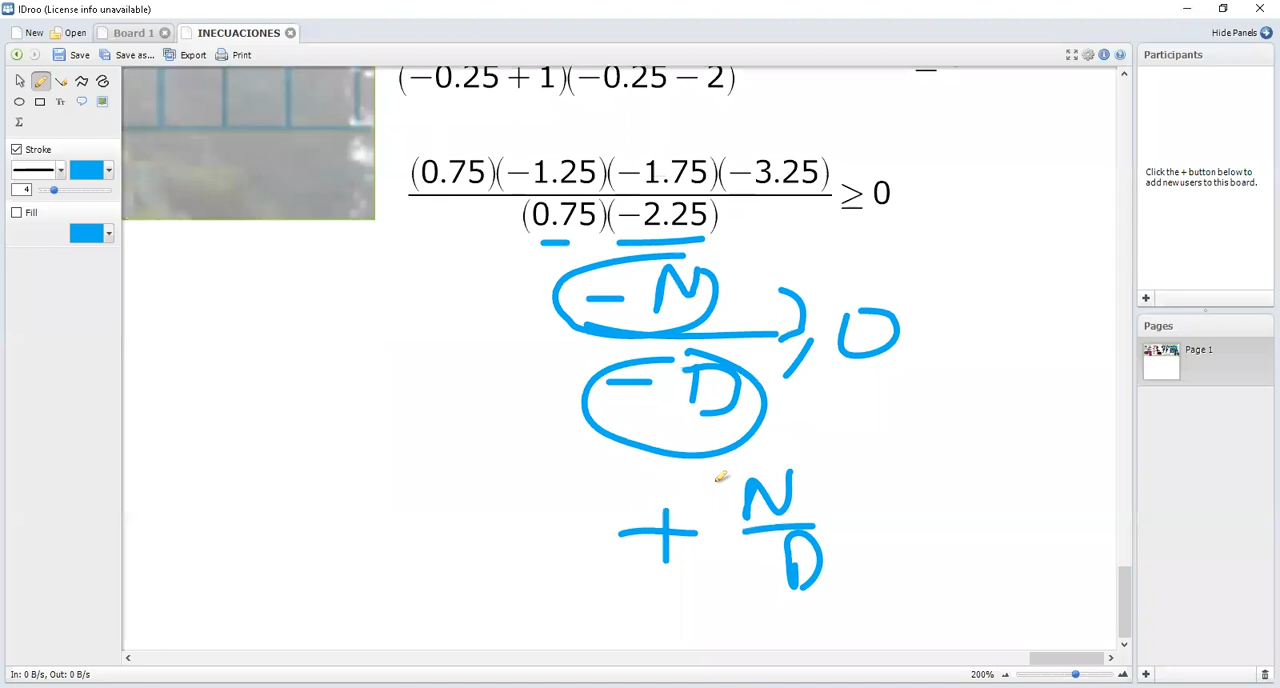 IDroo (License info unavailable)
New Open Board 1 INECUACIONES Hide Panels
Save Save as... Export Print
Participants
Click the + button below to
add new users to this board.
Stroke
4
Fill
Tr
Σ
(−0.25 + 1)(−0.25 − 2)
(0.75)(−1.25)(−1.75)(−3.25)
≥ 0
(0.75)(−2.25)
− N
≥ 0
− D
+ N
D
Pages
Page 1
In: 0 B/s, Out: 0 B/s
200%